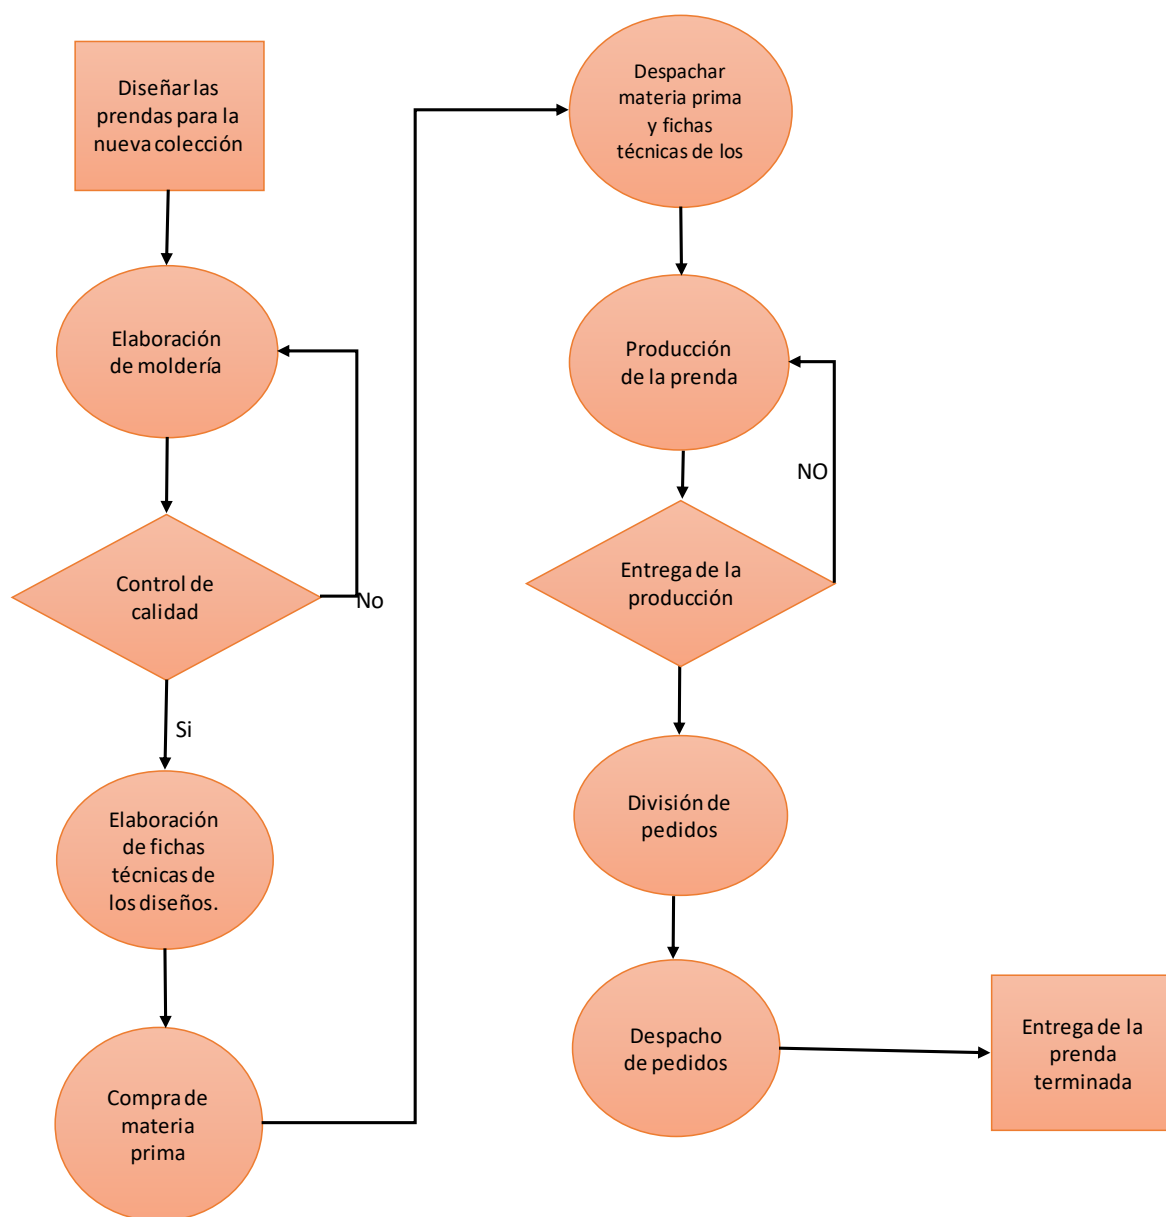 Diseñar las
prendas para la
nueva colección
Elaboración
de moldería
Control de
calidad
No
Si
Elaboración
de fichas
técnicas de
los diseños.
Compra de
materia
prima
Despachar
materia prima
y fichas
técnicas de los
Producción
de la prenda
NO
Entrega de la
producción
División de
pedidos
Despacho
de pedidos
Entrega de la
prenda
terminada